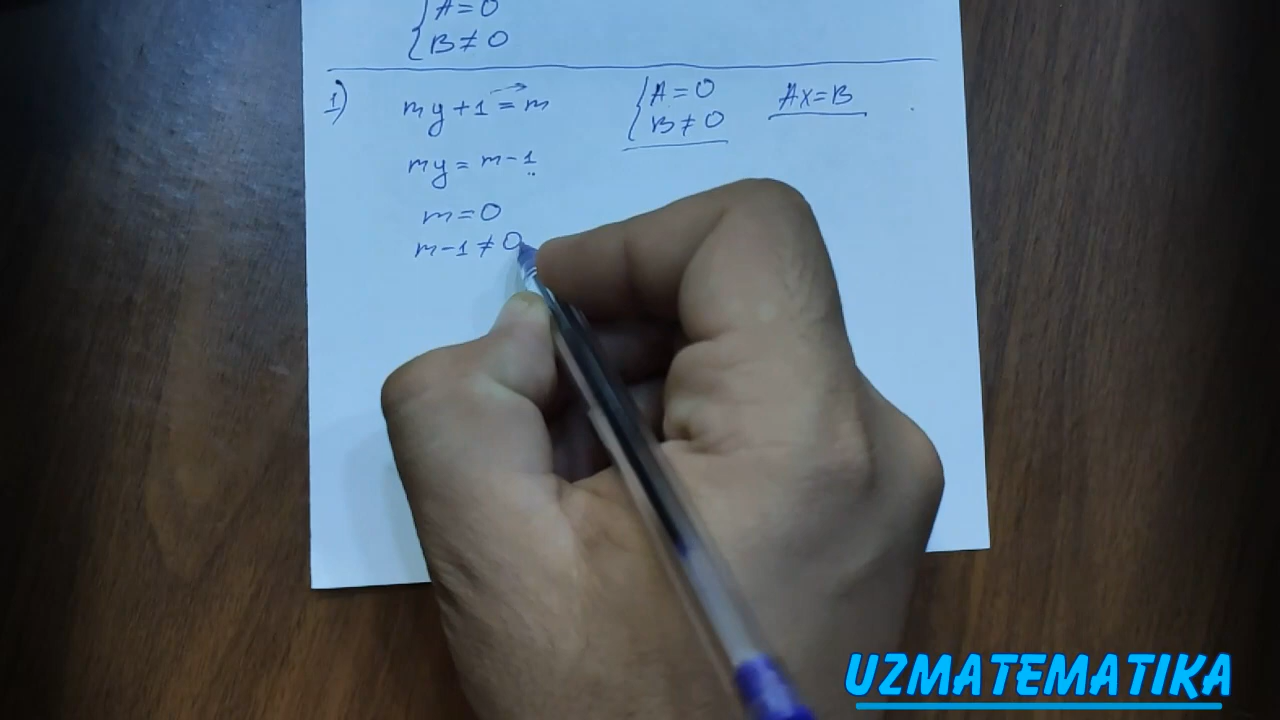 A = 0
B ≠ 0
1) my + 1 = m
A = 0
B ≠ 0
Ax = B
my = m - 1
m = 0
m - 1 ≠ 0
UZMATEMATIKA